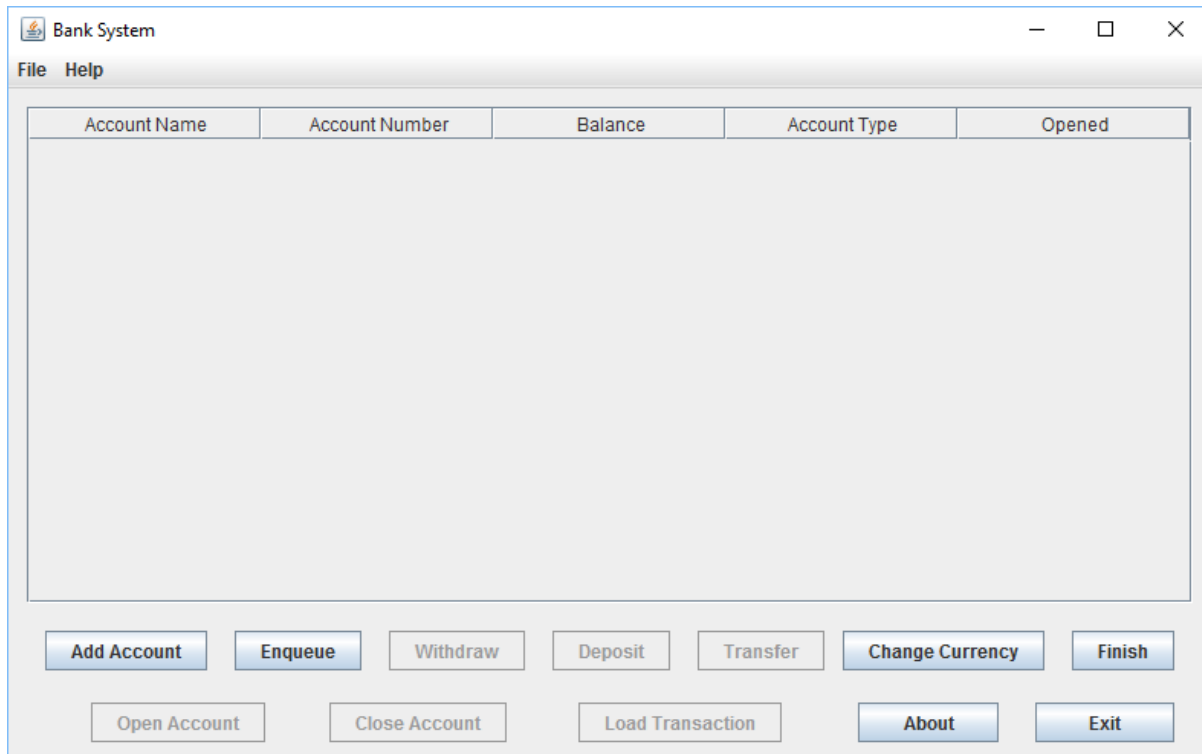 Bank System
File Help
Account Name Account Number Balance Account Type Opened
Add Account Enqueue Withdraw Deposit Transfer Change Currency Finish
Open Account Close Account Load Transaction About Exit